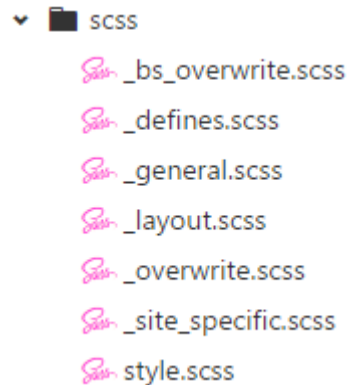 scss
_bs_overwrite.scss
_defines.scss
_general.scss
_layout.scss
_overwrite.scss
_site_specific.scss
style.scss